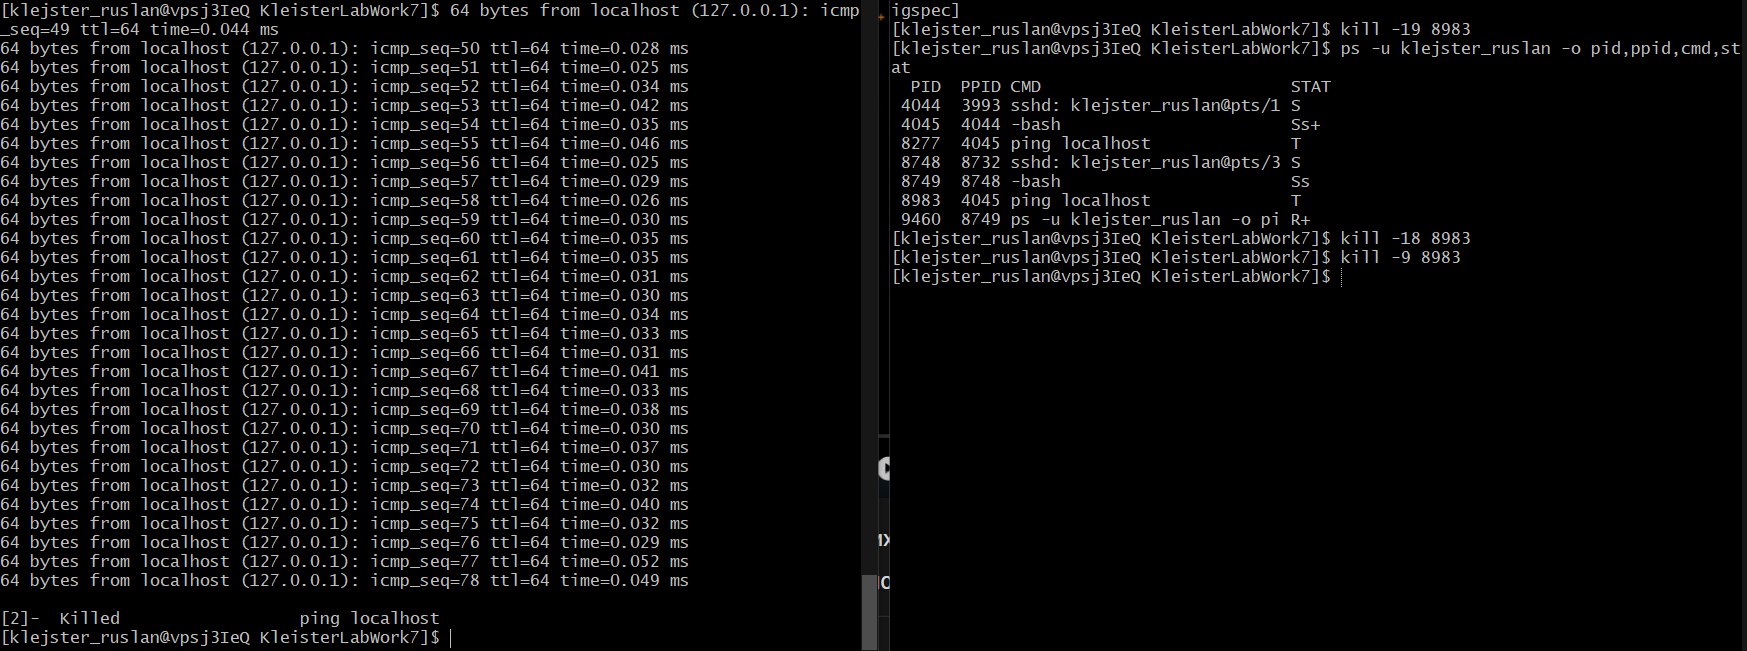 [klejster_ruslan@vpsj3IeQ KleisterLabWork7]$ 64 bytes from localhost (127.0.0.1): icmp
_seq=49 ttl=64 time=0.044 ms
64 bytes from localhost (127.0.0.1): icmp_seq=50 ttl=64 time=0.028 ms
64 bytes from localhost (127.0.0.1): icmp_seq=51 ttl=64 time=0.025 ms
64 bytes from localhost (127.0.0.1): icmp_seq=52 ttl=64 time=0.034 ms
64 bytes from localhost (127.0.0.1): icmp_seq=53 ttl=64 time=0.042 ms
64 bytes from localhost (127.0.0.1): icmp_seq=54 ttl=64 time=0.035 ms
64 bytes from localhost (127.0.0.1): icmp_seq=55 ttl=64 time=0.046 ms
64 bytes from localhost (127.0.0.1): icmp_seq=56 ttl=64 time=0.025 ms
64 bytes from localhost (127.0.0.1): icmp_seq=57 ttl=64 time=0.029 ms
64 bytes from localhost (127.0.0.1): icmp_seq=58 ttl=64 time=0.026 ms
64 bytes from localhost (127.0.0.1): icmp_seq=59 ttl=64 time=0.030 ms
64 bytes from localhost (127.0.0.1): icmp_seq=60 ttl=64 time=0.035 ms
64 bytes from localhost (127.0.0.1): icmp_seq=61 ttl=64 time=0.035 ms
64 bytes from localhost (127.0.0.1): icmp_seq=62 ttl=64 time=0.031 ms
64 bytes from localhost (127.0.0.1): icmp_seq=63 ttl=64 time=0.030 ms
64 bytes from localhost (127.0.0.1): icmp_seq=64 ttl=64 time=0.034 ms
64 bytes from localhost (127.0.0.1): icmp_seq=65 ttl=64 time=0.033 ms
64 bytes from localhost (127.0.0.1): icmp_seq=66 ttl=64 time=0.031 ms
64 bytes from localhost (127.0.0.1): icmp_seq=67 ttl=64 time=0.041 ms
64 bytes from localhost (127.0.0.1): icmp_seq=68 ttl=64 time=0.033 ms
64 bytes from localhost (127.0.0.1): icmp_seq=69 ttl=64 time=0.038 ms
64 bytes from localhost (127.0.0.1): icmp_seq=70 ttl=64 time=0.030 ms
64 bytes from localhost (127.0.0.1): icmp_seq=71 ttl=64 time=0.037 ms
64 bytes from localhost (127.0.0.1): icmp_seq=72 ttl=64 time=0.030 ms
64 bytes from localhost (127.0.0.1): icmp_seq=73 ttl=64 time=0.032 ms
64 bytes from localhost (127.0.0.1): icmp_seq=74 ttl=64 time=0.040 ms
64 bytes from localhost (127.0.0.1): icmp_seq=75 ttl=64 time=0.032 ms
64 bytes from localhost (127.0.0.1): icmp_seq=76 ttl=64 time=0.029 ms
64 bytes from localhost (127.0.0.1): icmp_seq=77 ttl=64 time=0.052 ms
64 bytes from localhost (127.0.0.1): icmp_seq=78 ttl=64 time=0.049 ms
[2]-  Killed                  ping localhost
[klejster_ruslan@vpsj3IeQ KleisterLabWork7]$
igspec]
[klejster_ruslan@vpsj3IeQ KleisterLabWork7]$ kill -19 8983
[klejster_ruslan@vpsj3IeQ KleisterLabWork7]$ ps -u klejster_ruslan -o pid,ppid,cmd,st
at
  PID  PPID CMD                         STAT
 4044  3993 sshd: klejster_ruslan@pts/1 S
 4045  4044 -bash                       Ss+
 8277  4045 ping localhost              T
 8748  8732 sshd: klejster_ruslan@pts/3 S
 8749  8748 -bash                       Ss
 8983  4045 ping localhost              T
 9460  8749 ps -u klejster_ruslan -o pi R+
[klejster_ruslan@vpsj3IeQ KleisterLabWork7]$ kill -18 8983
[klejster_ruslan@vpsj3IeQ KleisterLabWork7]$ kill -9 8983
[klejster_ruslan@vpsj3IeQ KleisterLabWork7]$